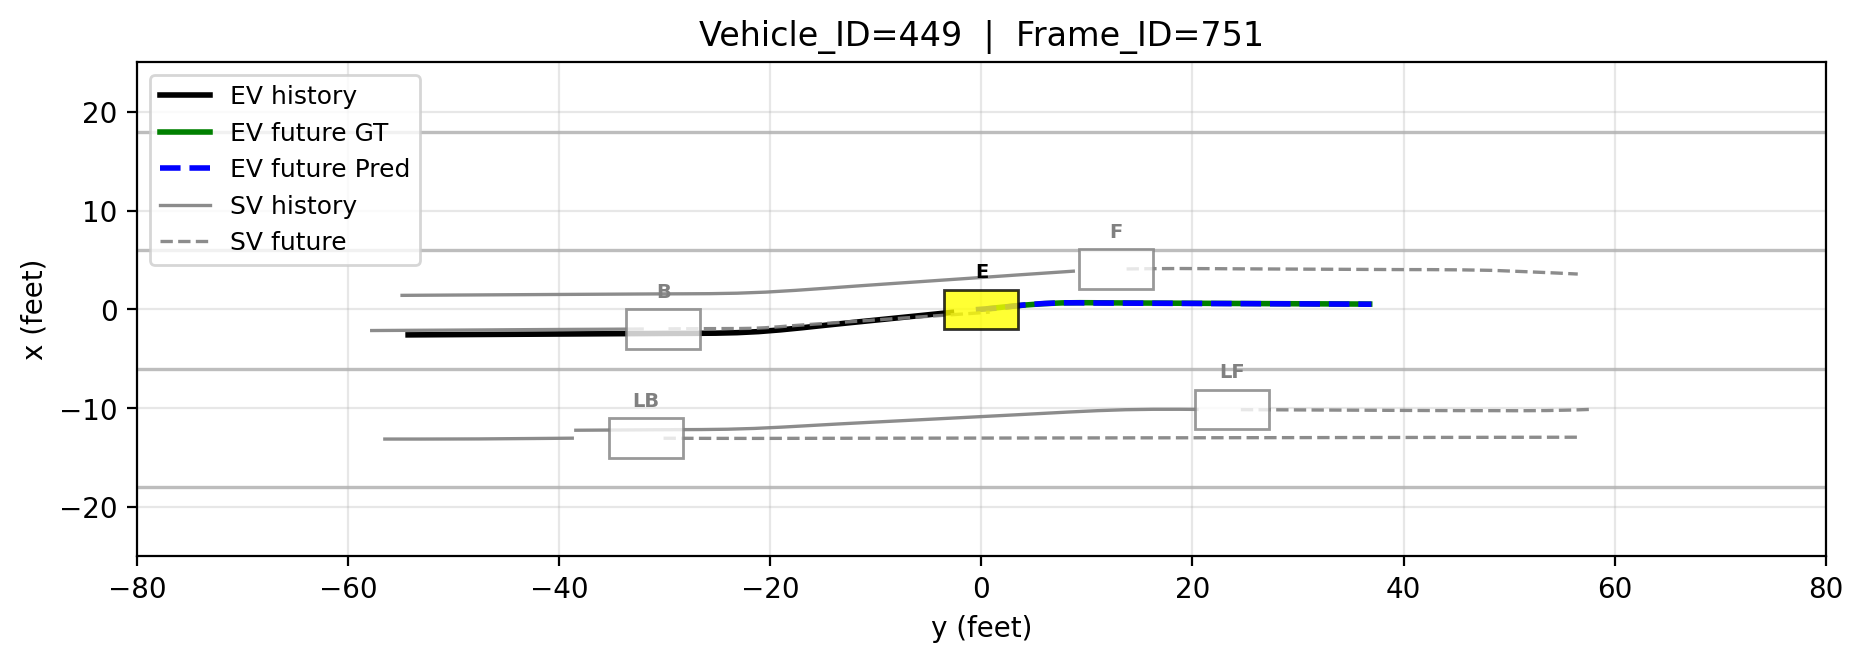 Vehicle_ID=449 | Frame_ID=751
EV history
EV future GT
EV future Pred
SV history
SV future
20
10
0
−10
−20
x (feet)
F
E
B
LF
LB
−80 −60 −40 −20 0 20 40 60 80
y (feet)